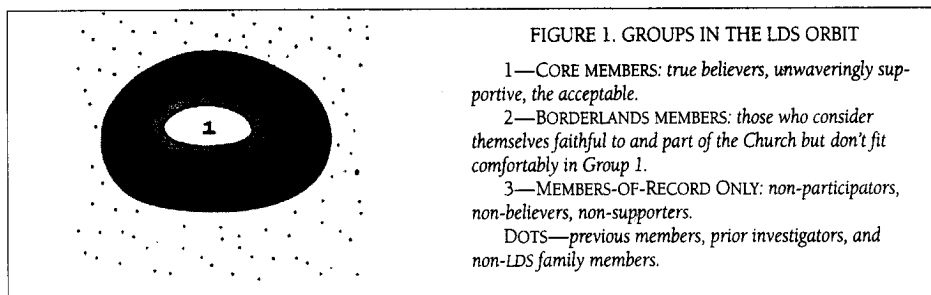 1
FIGURE 1. GROUPS IN THE LDS ORBIT
1—CORE MEMBERS: true believers, unwaveringly sup-
portive, the acceptable.
2—BORDERLANDS MEMBERS: those who consider
themselves faithful to and part of the Church but don't fit
comfortably in Group 1.
3—MEMBERS-OF-RECORD ONLY: non-participators,
non-believers, non-supporters.
DOTS—previous members, prior investigators, and
non-LDS family members.